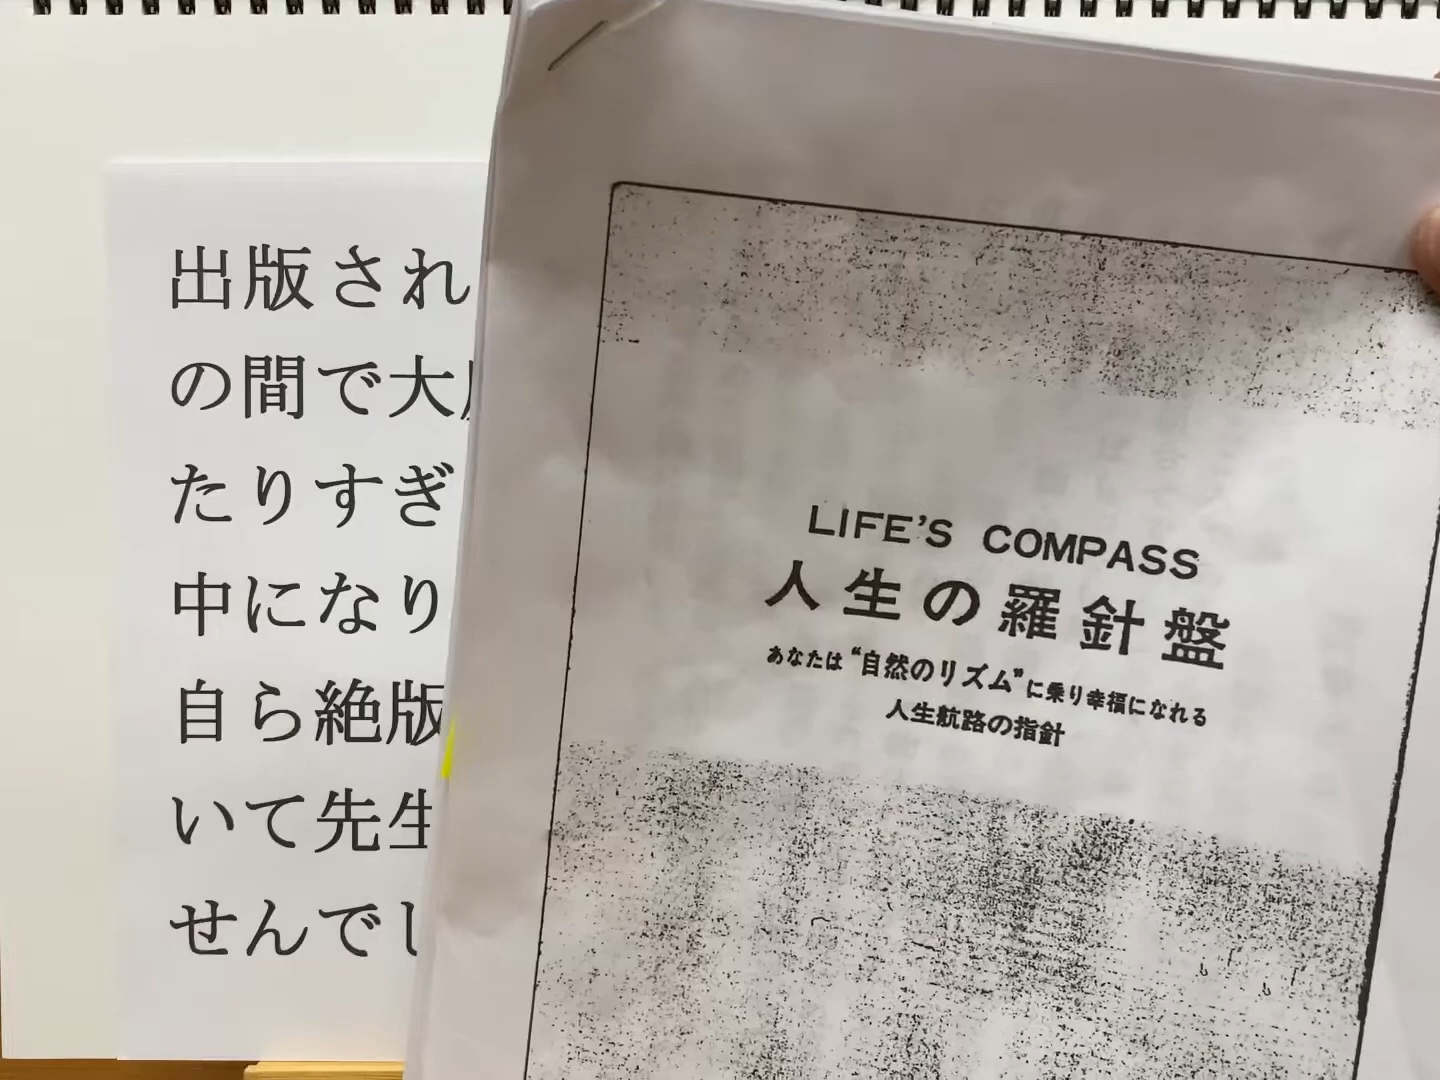 出版され
の間で大
たりすぎ
中になり
自ら絶版
いて先生
せんでし
LIFE'S COMPASS
人生の羅針盤
あなたは“自然のリズム”に乗り幸福になれる
人生航路の指針